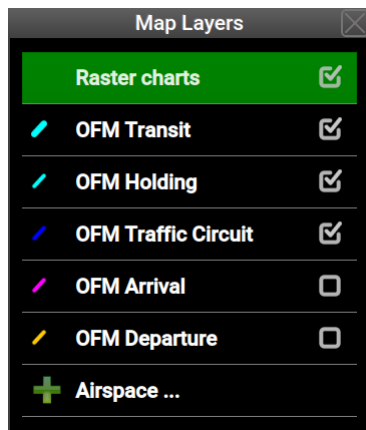 Map Layers
Raster charts
OFM Transit
OFM Holding
OFM Traffic Circuit
OFM Arrival
OFM Departure
Airspace ...